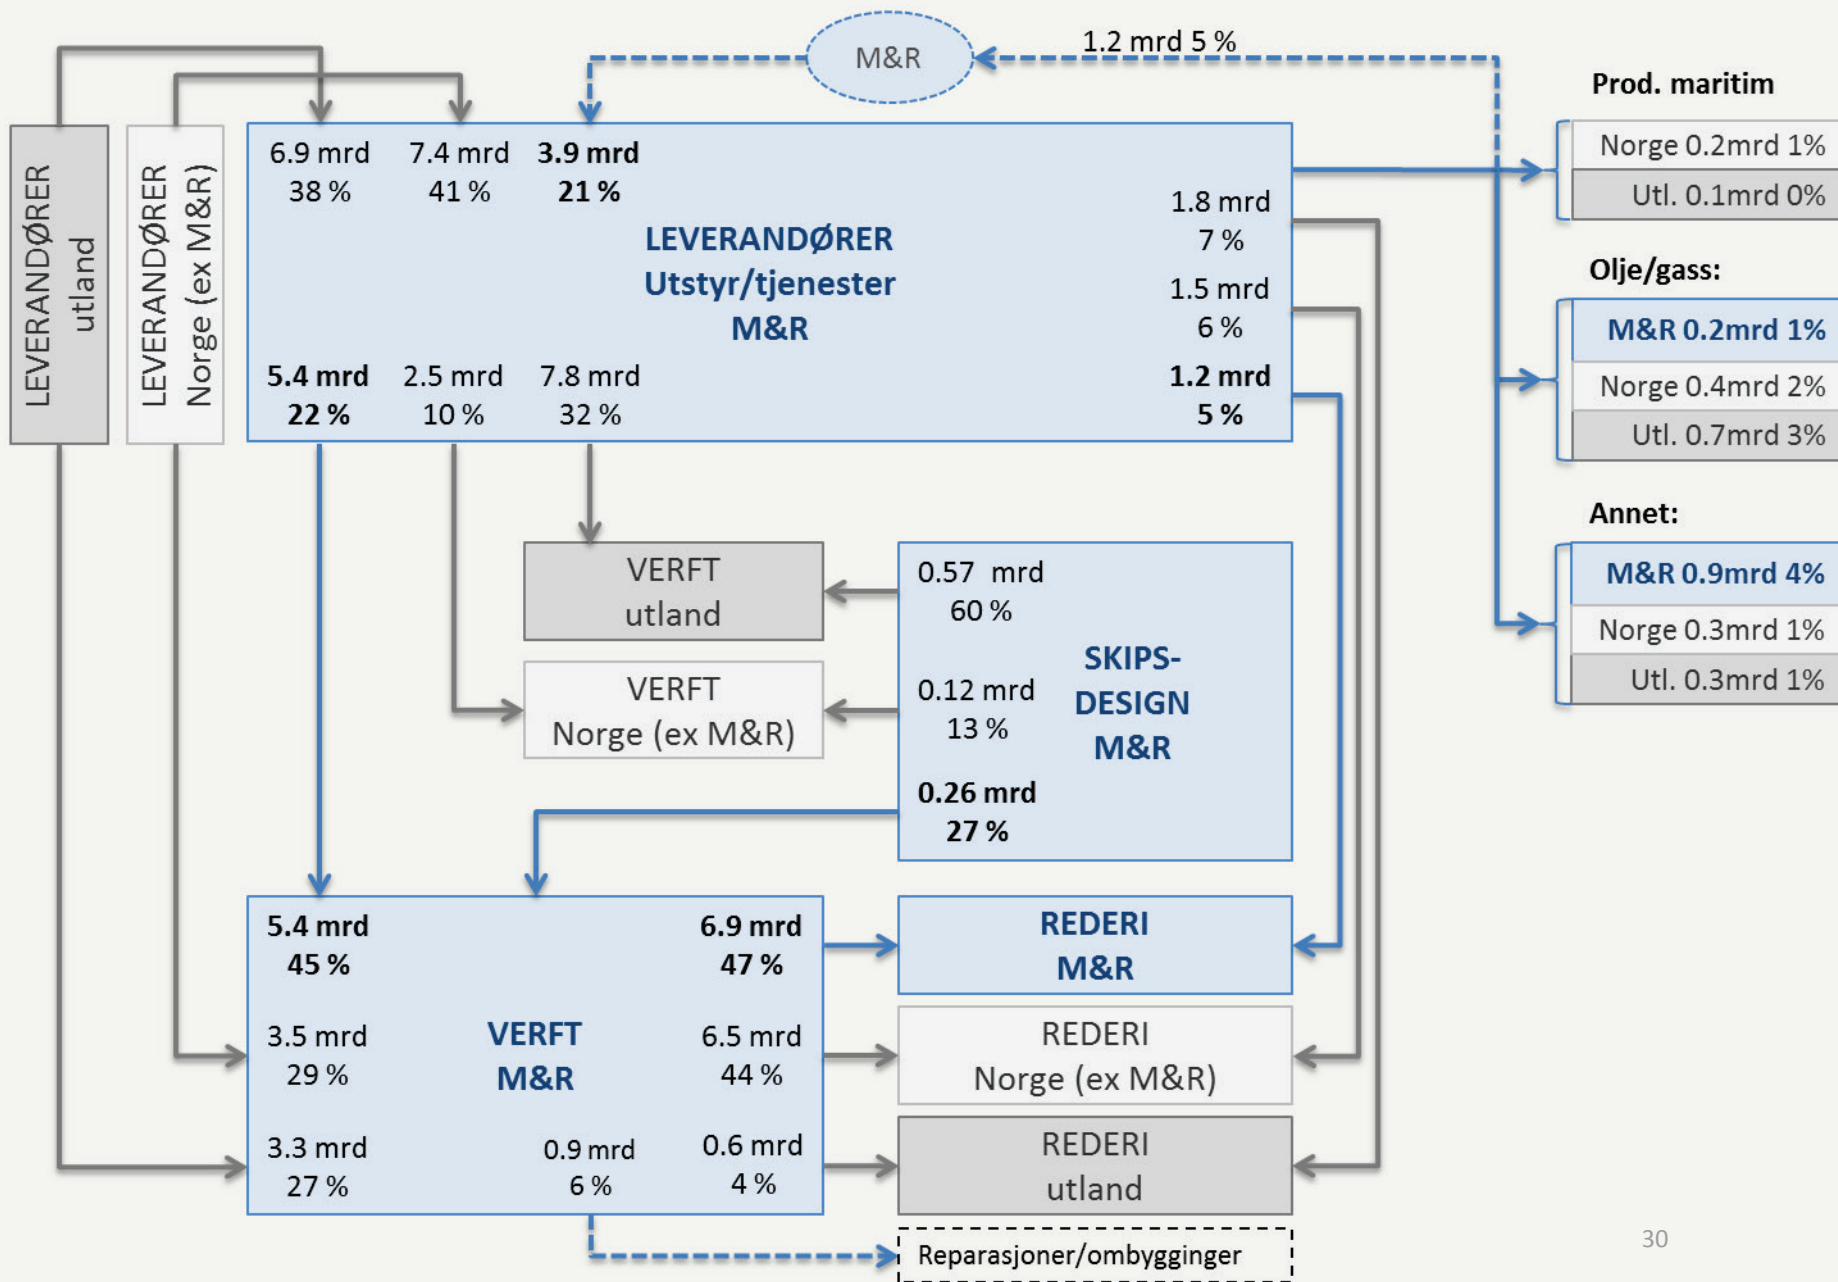 M&R
1.2 mrd 5 %
LEVERANDØRER
utland
LEVERANDØRER
Norge (ex M&R)
6.9 mrd
38 %
7.4 mrd
41 %
3.9 mrd
21 %
LEVERANDØRER
Utstyr/tjenester
M&R
1.8 mrd
7 %
1.5 mrd
6 %
1.2 mrd
5 %
5.4 mrd
22 %
2.5 mrd
10 %
7.8 mrd
32 %
Prod. maritim
Norge 0.2mrd 1%
Utl. 0.1mrd 0%
Olje/gass:
M&R 0.2mrd 1%
Norge 0.4mrd 2%
Utl. 0.7mrd 3%
Annet:
M&R 0.9mrd 4%
Norge 0.3mrd 1%
Utl. 0.3mrd 1%
VERFT
utland
VERFT
Norge (ex M&R)
0.57 mrd
60 %
0.12 mrd
13 %
0.26 mrd
27 %
SKIPS-
DESIGN
M&R
5.4 mrd
45 %
3.5 mrd
29 %
3.3 mrd
27 %
VERFT
M&R
0.9 mrd
6 %
6.9 mrd
47 %
6.5 mrd
44 %
0.6 mrd
4 %
REDERI
M&R
REDERI
Norge (ex M&R)
REDERI
utland
Reparasjoner/ombygginger
30